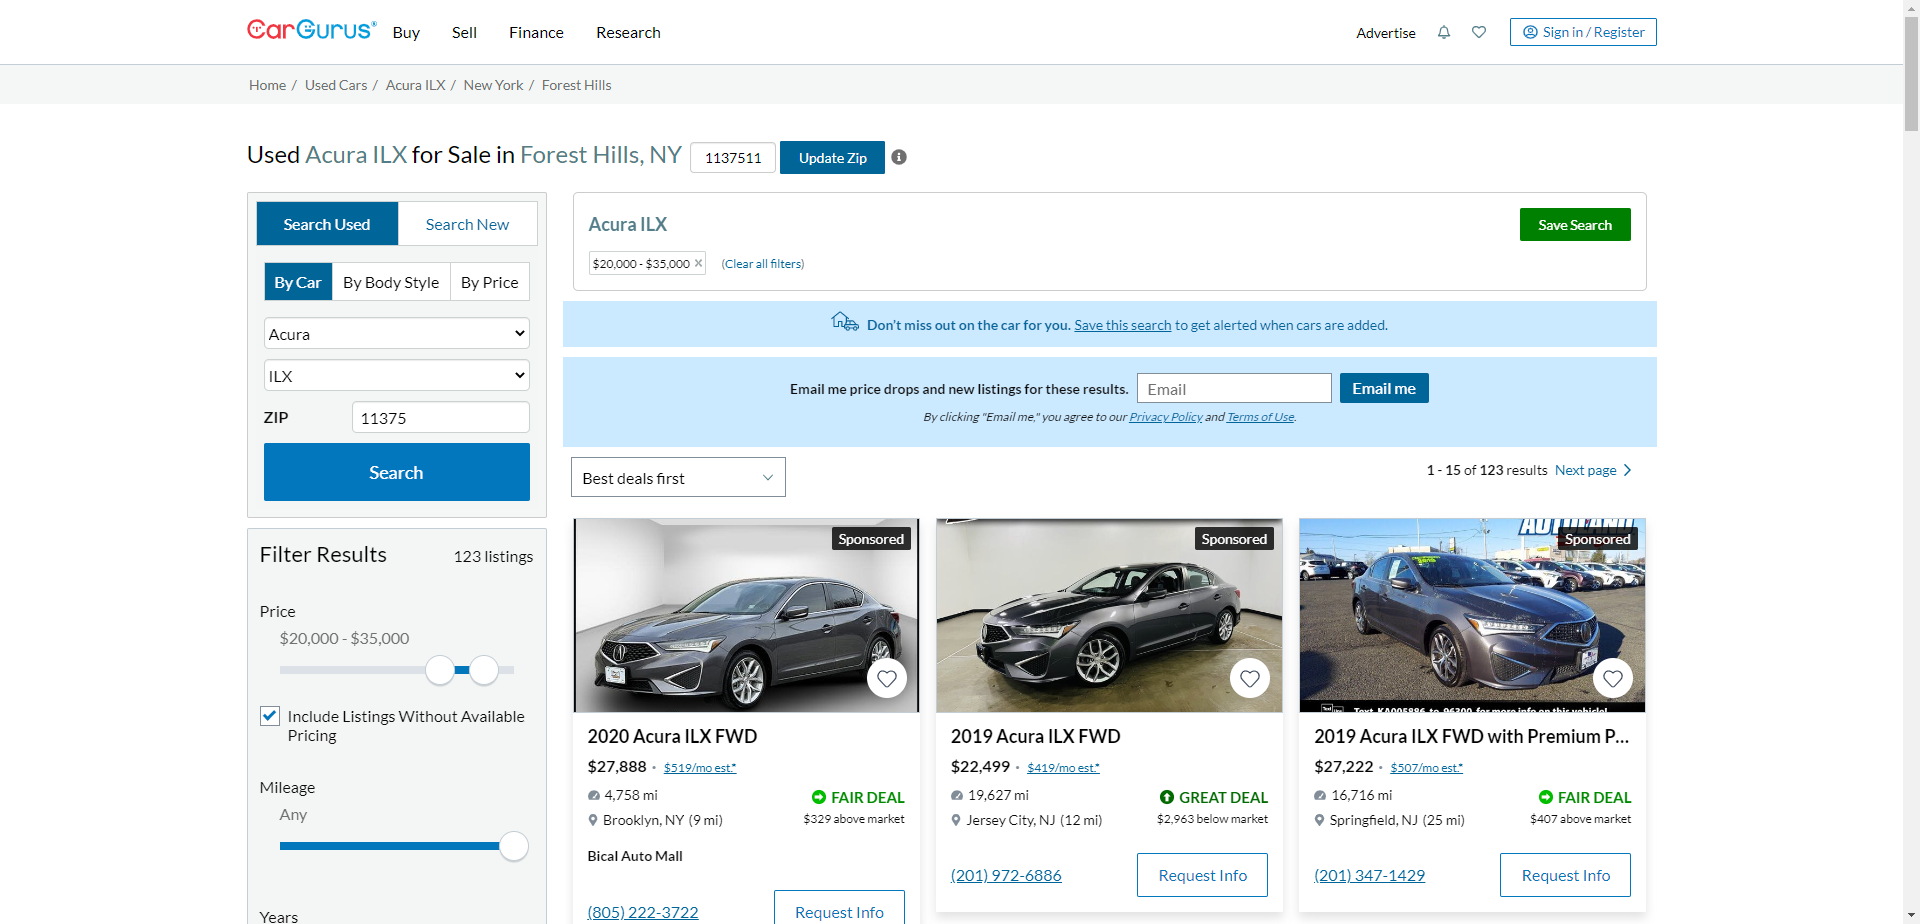 CarGurus®
Buy
Sell
Finance
Research
Advertise
Sign in / Register
Home / Used Cars / Acura ILX / New York / Forest Hills
Used Acura ILX for Sale in Forest Hills, NY
1137511
Update Zip
Search Used
Search New
By Car
By Body Style
By Price
Acura
ILX
ZIP
11375
Search
Filter Results
123 listings
Price
$20,000 - $35,000
Include Listings Without Available
Pricing
Mileage
Any
Years
Acura ILX
Save Search
$20,000 - $35,000 ×
(Clear all filters)
Don't miss out on the car for you. Save this search to get alerted when cars are added.
Email me price drops and new listings for these results.
Email
Email me
By clicking "Email me," you agree to our Privacy Policy and Terms of Use.
Best deals first
1 - 15 of 123 results
Next page
Sponsored
2020 Acura ILX FWD
$27,888 · $519/mo est.*
4,758 mi
FAIR DEAL
Brooklyn, NY (9 mi)
$329 above market
Bical Auto Mall
(805) 222-3722
Request Info
Sponsored
2019 Acura ILX FWD
$22,499 · $419/mo est.*
19,627 mi
GREAT DEAL
Jersey City, NJ (12 mi)
$2,963 below market
(201) 972-6886
Request Info
AUTOLAND
Sponsored
Text KA005886 to 96300 for more info on this vehicle!
2019 Acura ILX FWD with Premium P...
$27,222 · $507/mo est.*
16,716 mi
FAIR DEAL
Springfield, NJ (25 mi)
$407 above market
(201) 347-1429
Request Info